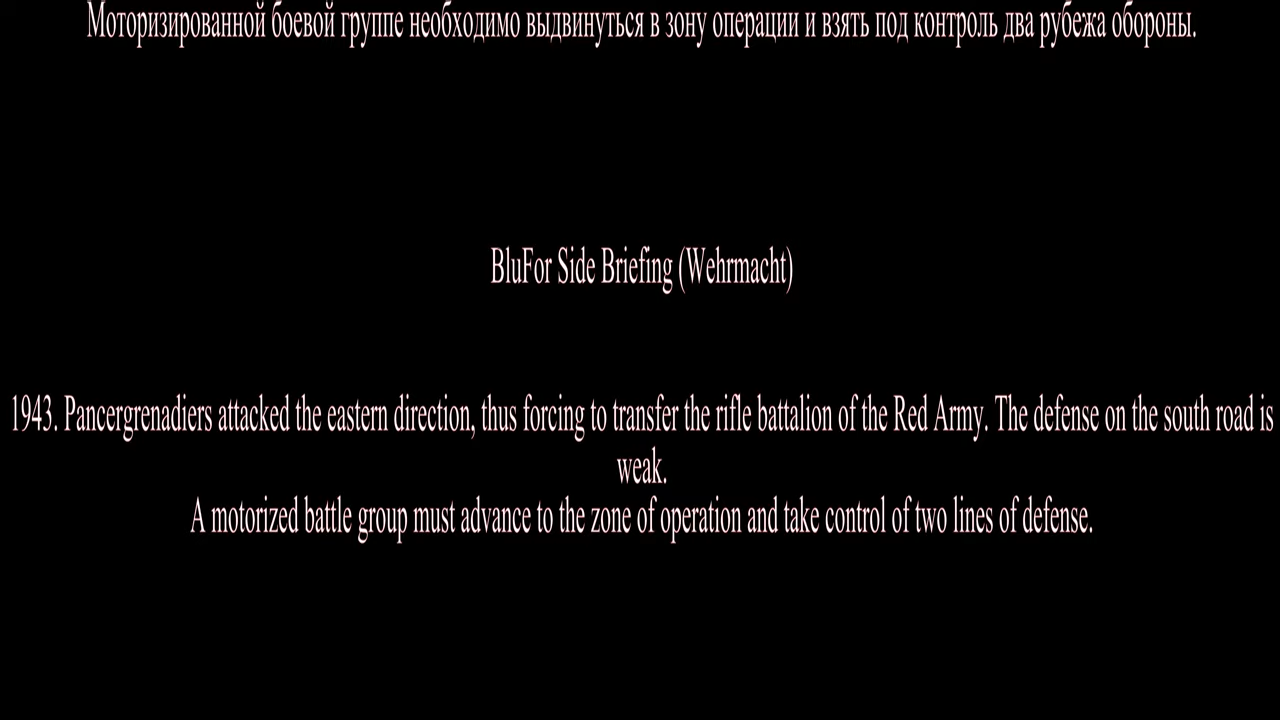 Моторизированной боевой группе необходимо выдвинуться в зону операции и взять под контроль два рубежа обороны.
BluFor Side Briefing (Wehrmacht)
1943. Pancergrenadiers attacked the eastern direction, thus forcing to transfer the rifle battalion of the Red Army. The defense on the south road is
weak.
A motorized battle group must advance to the zone of operation and take control of two lines of defense.